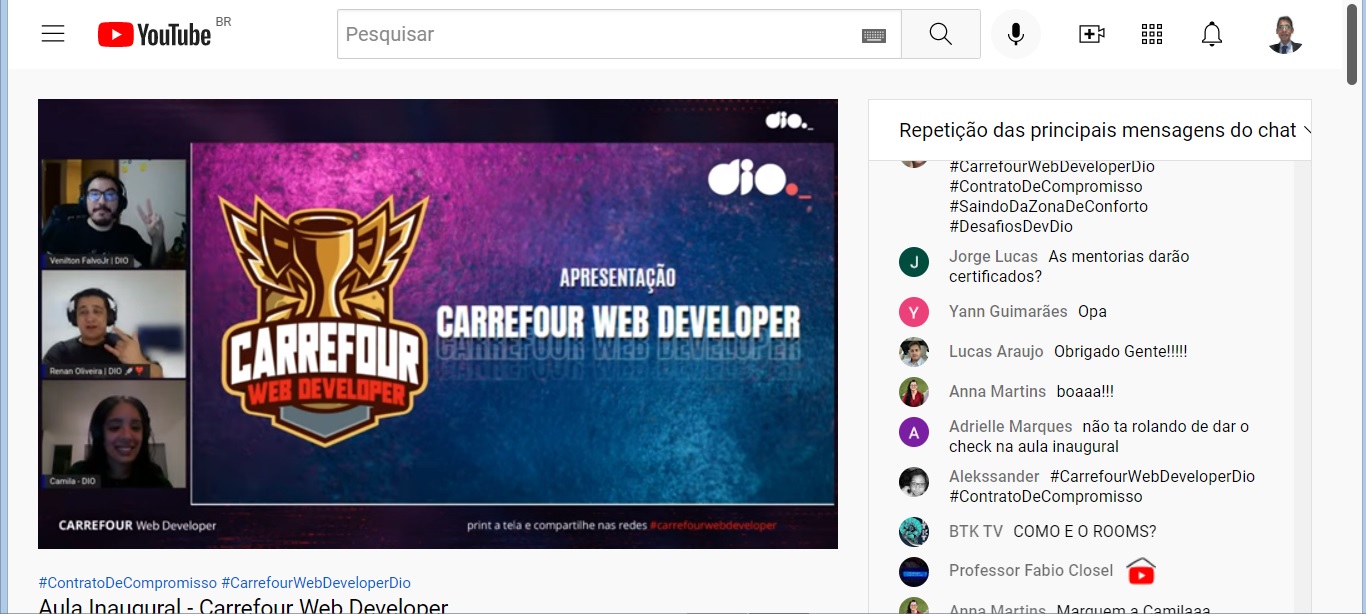 YouTube BR
Pesquisar
dio.
dio.
Venilton FalvoJr | DIO
Renan Oliveira | DIO
Camila - DIO
CARREFOUR
WEB DEVELOPER
APRESENTAÇÃO
CARREFOUR WEB DEVELOPER
CARREFOUR Web Developer
print a tela e compartilhe nas redes #carrefourwebdeveloper
#ContratoDeCompromisso #CarrefourWebDeveloperDio
Aula Inaugural - Carrefour Web Developer
Repetição das principais mensagens do chat
#CarrefourWebDeveloperDio
#ContratoDeCompromisso
#SaindoDaZonaDeConforto
#DesafiosDevDio
J
Jorge Lucas As mentorias darão
certificados?
Y
Yann Guimarães Opa
Lucas Araujo Obrigado Gente!!!!!
Anna Martins boaaa!!!
A
Adrielle Marques não ta rolando de dar o
check na aula inaugural
Alekssander #CarrefourWebDeveloperDio
#ContratoDeCompromisso
BTK TV COMO E O ROOMS?
Professor Fabio Closel
Anna Martins Marquem a Camilaaa